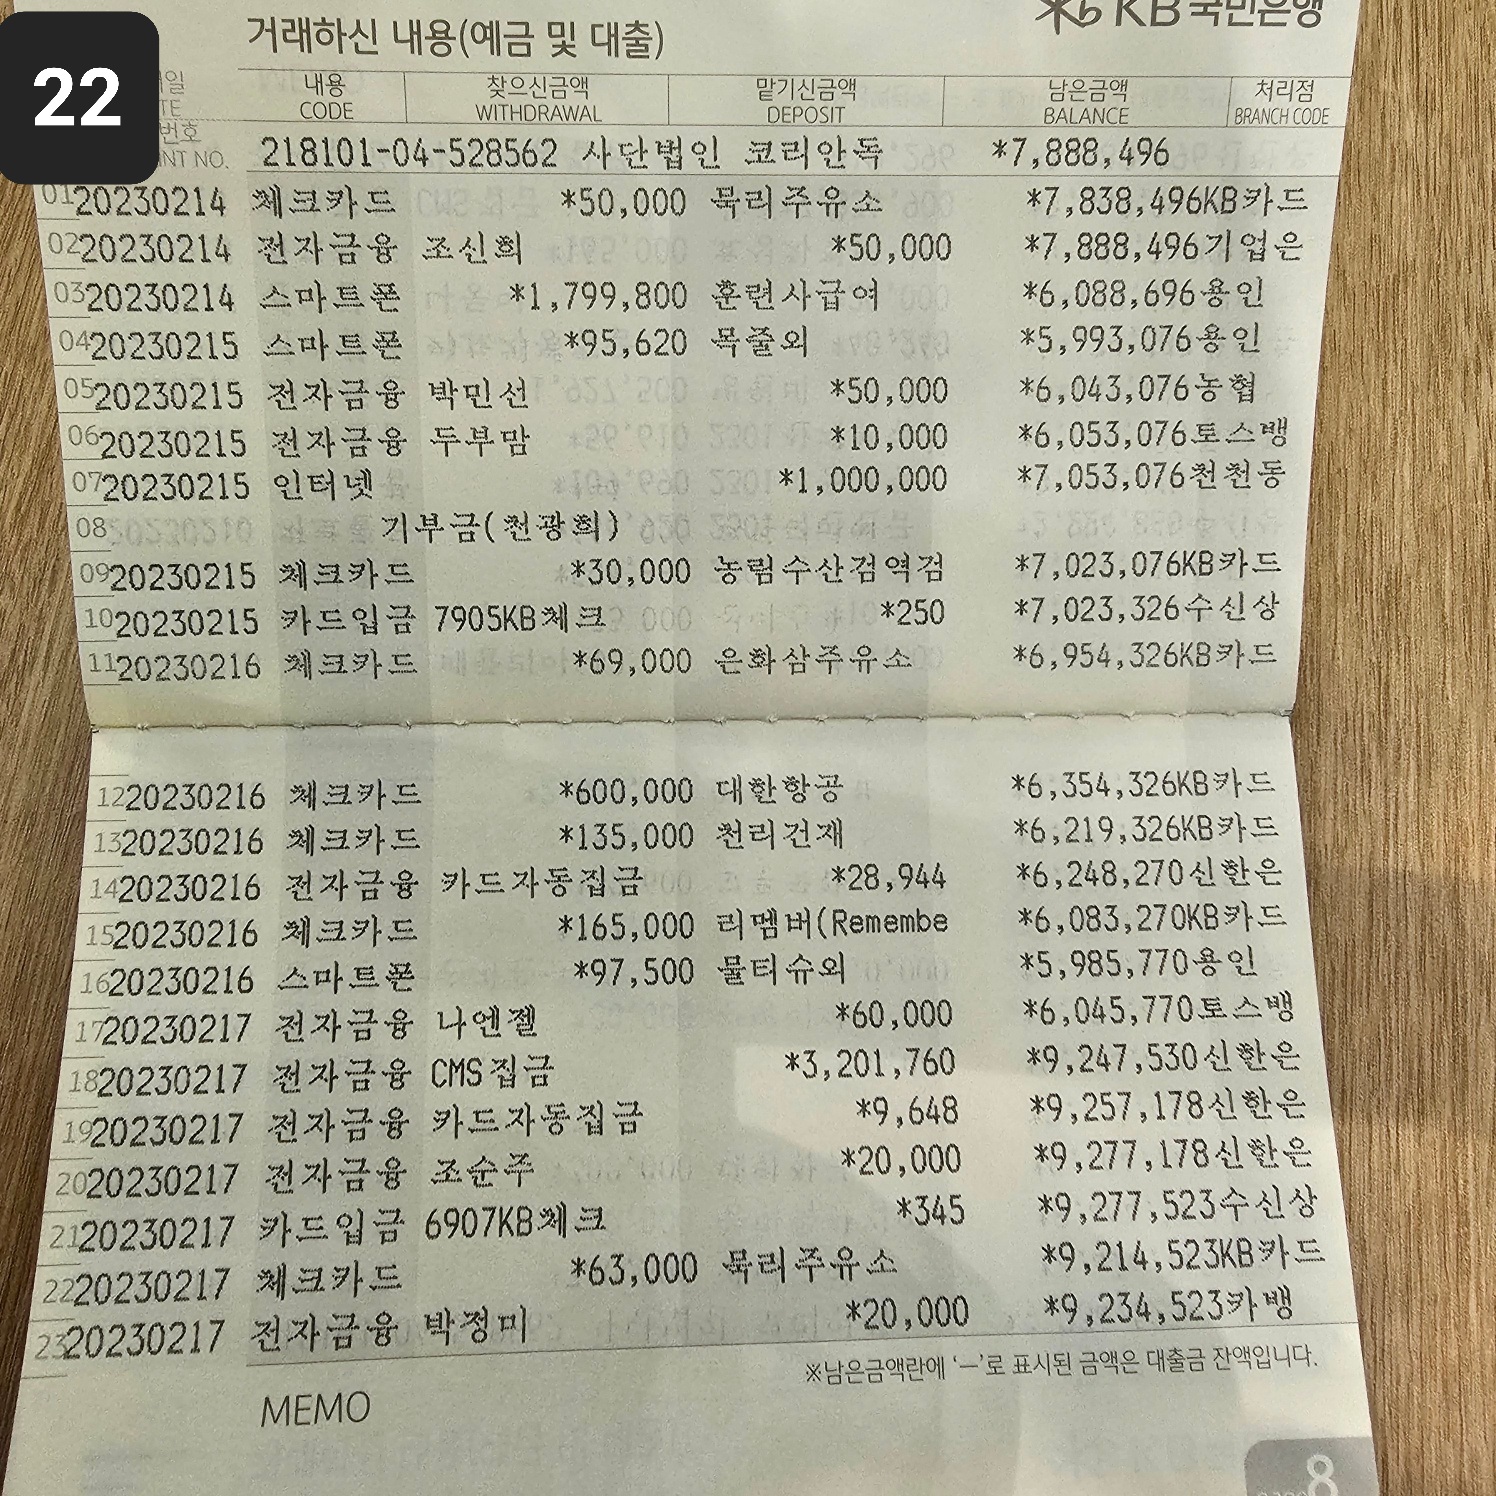 22
KB국민은행
거래하신 내용(예금 및 대출)
일 내용 찾으신금액 맡기신금액 남은금액 처리점
TE CODE WITHDRAWAL DEPOSIT BALANCE BRANCH CODE
번호
NT NO. 218101-04-528562 사단법인 코리안독 *7,888,496
01 20230214 체크카드 *50,000 묵리주유소 *7,838,496KB카드
02 20230214 전자금융 조신희 *50,000 *7,888,496기업은
03 20230214 스마트폰 *1,799,800 훈련사급여 *6,088,696용인
04 20230215 스마트폰 *95,620 목줄외 *5,993,076용인
05 20230215 전자금융 박민선 *50,000 *6,043,076농협
06 20230215 전자금융 두부맘 *10,000 *6,053,076토스뱅
07 20230215 인터넷 *1,000,000 *7,053,076천천동
08 기부금(천광희)
09 20230215 체크카드 *30,000 농림수산검역검 *7,023,076KB카드
10 20230215 카드입금 7905KB체크 *250 *7,023,326수신상
11 20230216 체크카드 *69,000 은화삼주유소 *6,954,326KB카드
12 20230216 체크카드 *600,000 대한항공 *6,354,326KB카드
13 20230216 체크카드 *135,000 천리건재 *6,219,326KB카드
14 20230216 전자금융 카드자동집금 *28,944 *6,248,270신한은
15 20230216 체크카드 *165,000 리멤버(Remembe *6,083,270KB카드
16 20230216 스마트폰 *97,500 물티슈외 *5,985,770용인
17 20230217 전자금융 나엔젤 *60,000 *6,045,770토스뱅
18 20230217 전자금융 CMS집금 *3,201,760 *9,247,530신한은
19 20230217 전자금융 카드자동집금 *9,648 *9,257,178신한은
20 20230217 전자금융 조순주 *20,000 *9,277,178신한은
21 20230217 카드입금 6907KB체크 *345 *9,277,523수신상
22 20230217 체크카드 *63,000 묵리주유소 *9,214,523KB카드
23 20230217 전자금융 박정미 *20,000 *9,234,523카뱅
※남은금액란에 '—'로 표시된 금액은 대출금 잔액입니다.
MEMO
8